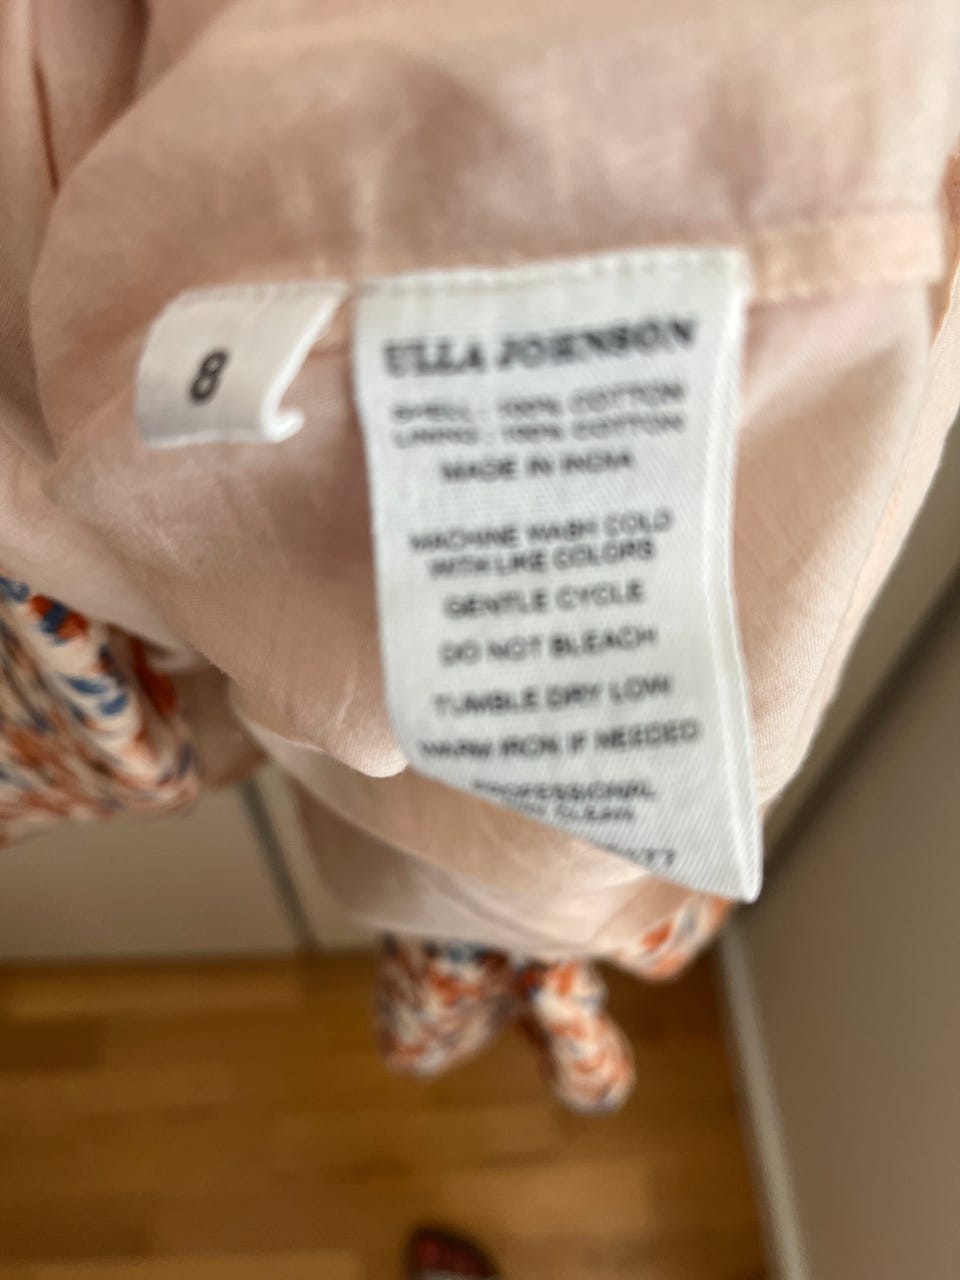 8
ULLA JOHNSON
SHELL : 100% COTTON
LINING : 100% COTTON
MADE IN INDIA
MACHINE WASH COLD
WITH LIKE COLORS
GENTLE CYCLE
DO NOT BLEACH
TUMBLE DRY LOW
WARM IRON IF NEEDED
PROFESSIONAL
CLEAN